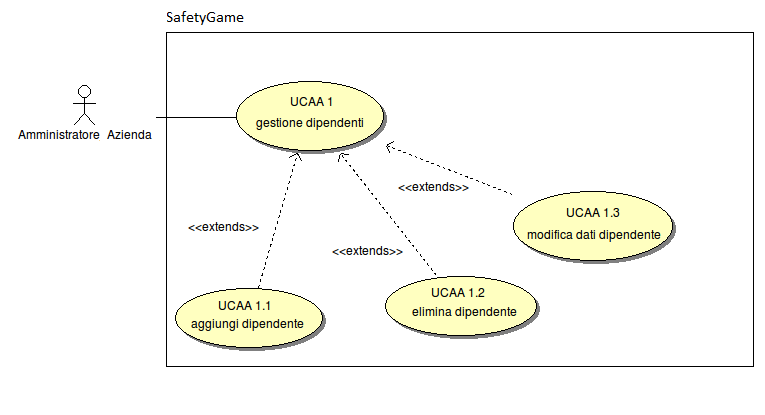 SafetyGame
Amministratore Azienda
UCAA 1
gestione dipendenti
<<extends>>
<<extends>>
<<extends>>
UCAA 1.3
modifica dati dipendente
UCAA 1.2
elimina dipendente
UCAA 1.1
aggiungi dipendente